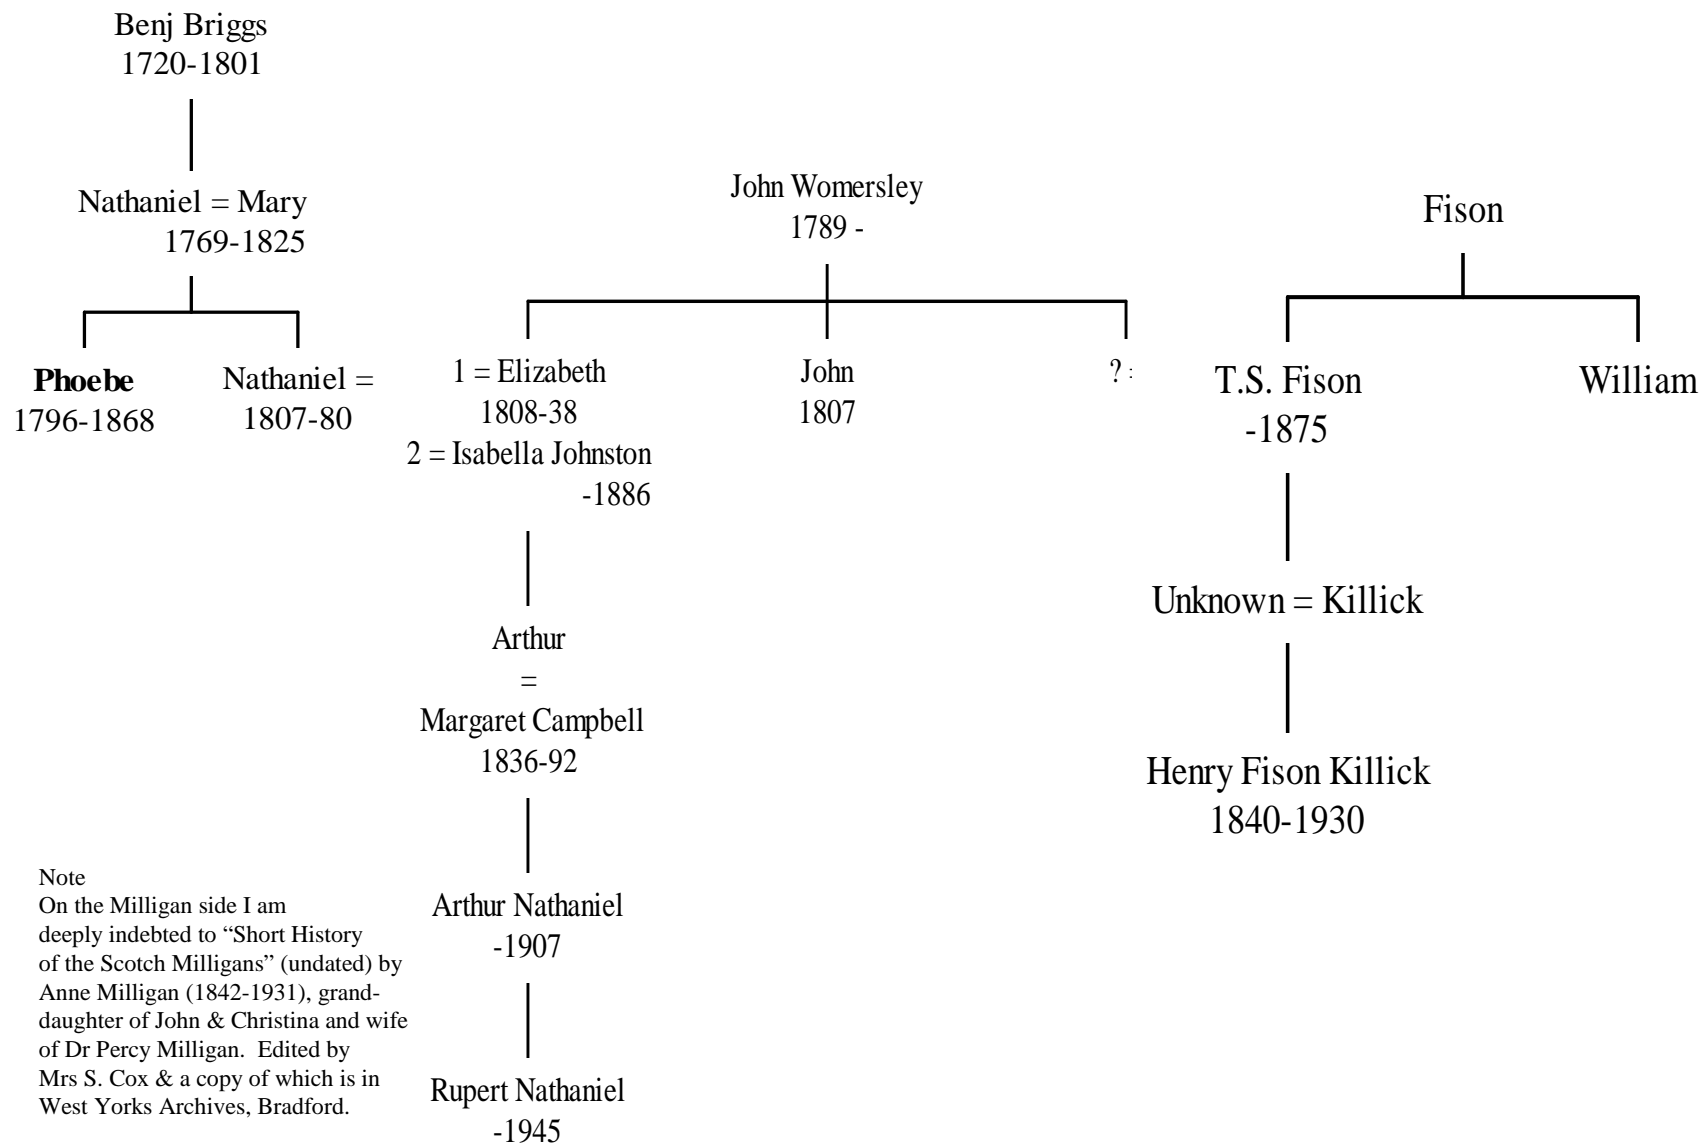 Benj Briggs
1720-1801
Nathaniel = Mary
1769-1825
Phoebe
1796-1868
Nathaniel =
1807-80
John Womersley
1789 -
1 = Elizabeth
1808-38
2 = Isabella Johnston
-1886
John
1807
? :
Arthur
=
Margaret Campbell
1836-92
Arthur Nathaniel
-1907
Rupert Nathaniel
-1945
Fison
T.S. Fison
-1875
William
Unknown = Killick
Henry Fison Killick
1840-1930
Note
On the Milligan side I am
deeply indebted to “Short History
of the Scotch Milligans” (undated) by
Anne Milligan (1842-1931), grand-
daughter of John & Christina and wife
of Dr Percy Milligan. Edited by
Mrs S. Cox & a copy of which is in
West Yorks Archives, Bradford.